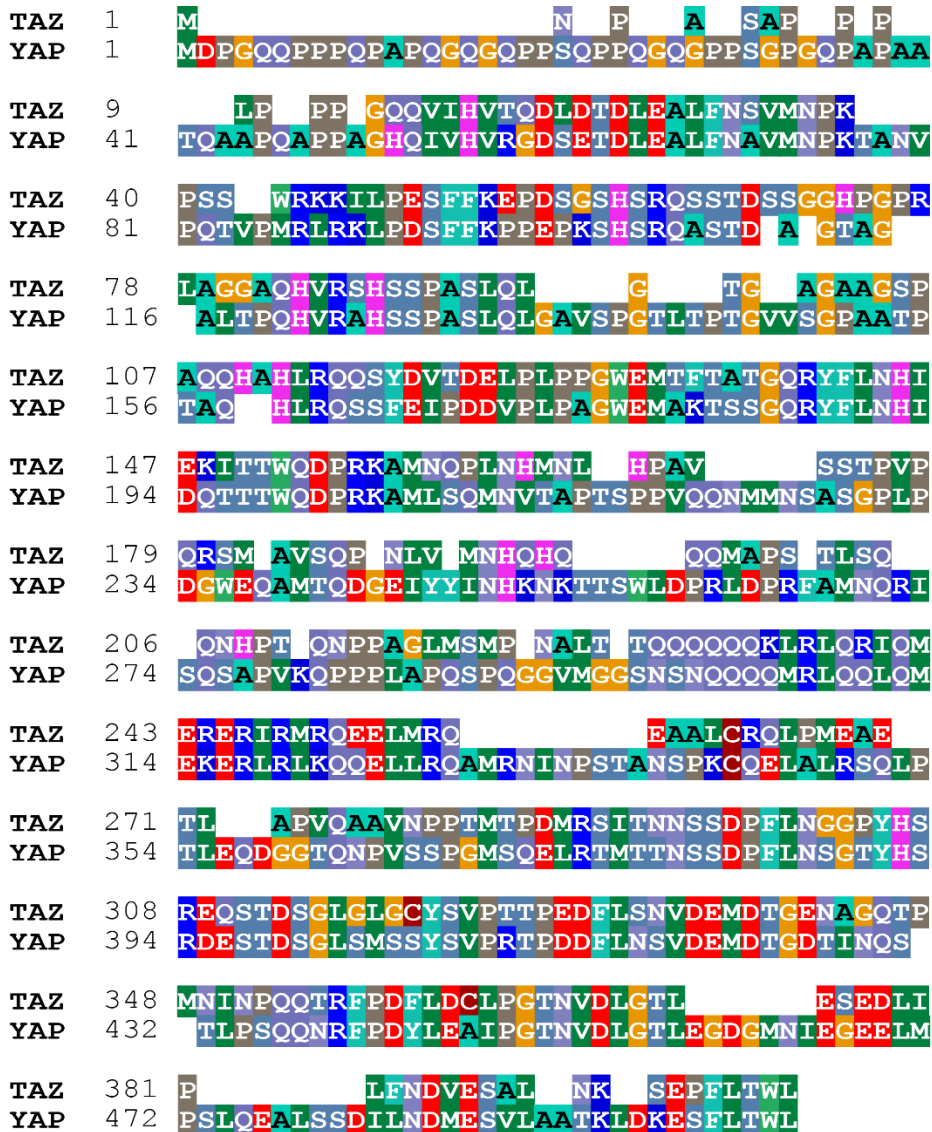 TAZ 1 M N P A SAP P P
YAP 1 MDPGQQPPPQPAPQGQGQPPSQPPQGQGPPSGPGQPAPAA
TAZ 9 LP PP GQQVIHVTQDLDTDLEALFNSVMNPK
YAP 41 TQAAPQAPPAGHQIVHVRGDSETDLEALFNAVMNPKTANV
TAZ 40 PSS WRKKILPESFFKEPDSGSHSRQSSTDSSGGHPGPR
YAP 81 PQTVPMRLRKLPDSFFKPPEPKSHSRQASTD A GTAG
TAZ 78 LAGGAQHVRSHSSPASLQL G TG AGAAGSP
YAP 116 ALTPQHVRAHSSPASLQLGAVSPGTLTPTGVVSGPAATP
TAZ 107 AQQHAHLRQQSYDVTDELPLPPGWEMTFTATGQRYFLNHI
YAP 156 TAQ HLRQSSFEIPDDVPLPAGWEMAKTSSGQRYFLNHI
TAZ 147 EKITTWQDPRKAMNQPLNHMNL HPAV SSTPVP
YAP 194 DQTTTWQDPRKAMLSQMNVTAPTSPPVQQNMMNSASGPLP
TAZ 179 QRSM AVSQP NLV MNHQHQ QQMAPS TLSQ
YAP 234 DGWEQAMTQDGEIYYINHKNKTTSWLDPRLDPRFAMNQRI
TAZ 206 QNHPT QNPPAGLMSMP NALT TQQQQQQKLRLQRIQM
YAP 274 SQSAPVKQPPPLAPQSPQGGVMGGSNSNQQQQMRLQQLQM
TAZ 243 ERERIRMRQEELMRQ EAALCRQLPMEAE
YAP 314 EKERLRLKQQELLRQAMRNINPSTANSPKCQELALRSQLP
TAZ 271 TL APVQAAVNPPTMTPDMRSITNNSSDPFLNGGPYHS
YAP 354 TLEQDGGTQNPVSSPGMSQELRTMTTNSSDPFLNSGTYHS
TAZ 308 REQSTDSGLGLGCYSVPTTPEDFLSNVDEMDTGENAGQTP
YAP 394 RDESTDSGLSMSSYSVPRTPDDFLNSVDEMDTGDTINQS
TAZ 348 MNINPQQTRFPDFLDCLPGTNVDLGTL ESEDLI
YAP 432 TLPSQQNRFPDYLEAIPGTNVDLGTLEGDGMNIEGEELM
TAZ 381 P LFNDVESAL NK SEPFLTWL
YAP 472 PSLQEALSSDILNDMESVLAATKLDKESFLTWL